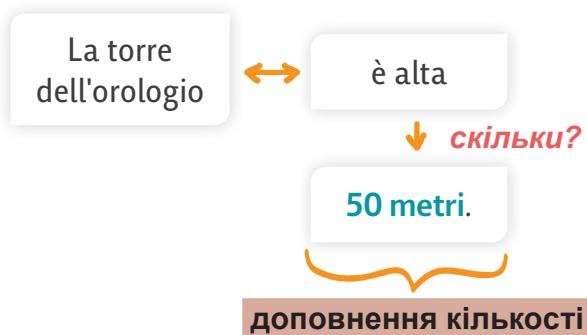 La torre
dell'orologio
è alta
скільки?
50 metri.
доповнення кількості